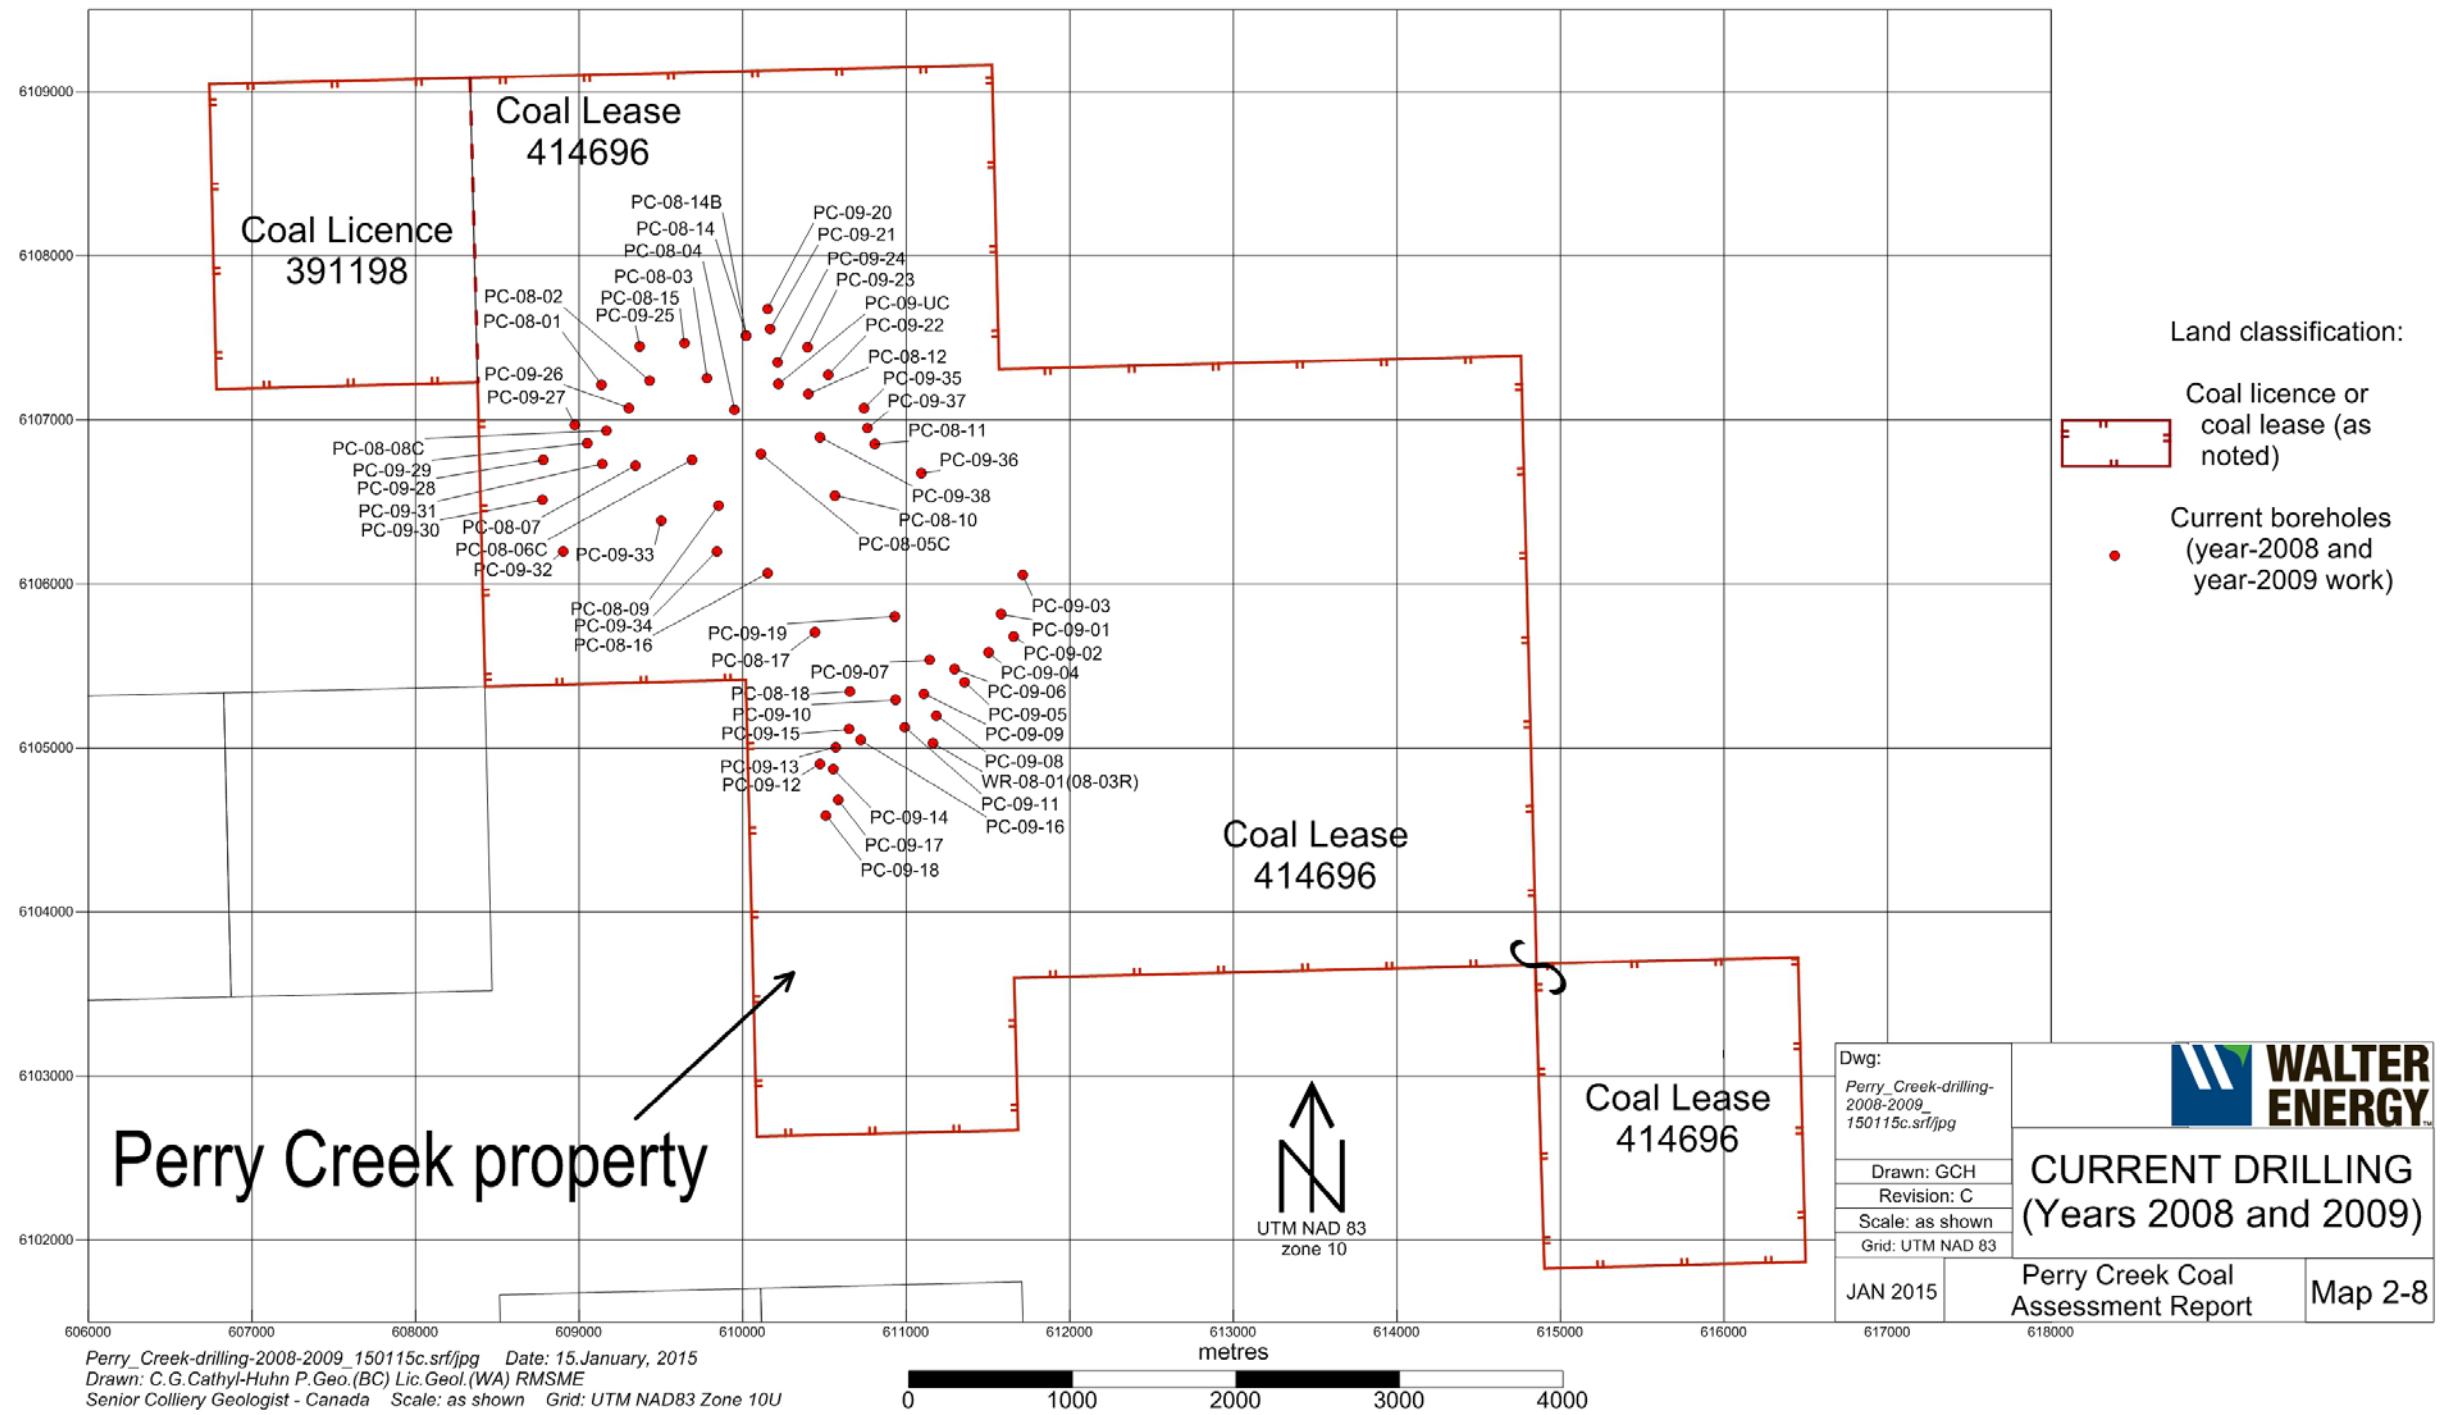 6109000
6108000
6107000
6106000
6105000
6104000
6103000
6102000
606000
607000
608000
609000
610000
611000
612000
613000
614000
615000
616000
617000
618000
metres
Coal Lease
414696
Coal Licence
391198
PC-08-14B
PC-08-14
PC-08-04
PC-08-03
PC-08-15
PC-09-25
PC-08-02
PC-08-01
PC-09-26
PC-09-27
PC-08-08C
PC-09-29
PC-09-28
PC-09-31
PC-09-30
PC-08-07
PC-08-06C
PC-09-32
PC-09-33
PC-08-09
PC-09-34
PC-08-16
PC-09-20
PC-09-21
PC-09-24
PC-09-23
PC-09-UC
PC-09-22
PC-08-12
PC-09-35
PC-09-37
PC-08-11
PC-09-36
PC-09-38
PC-08-10
PC-08-05C
PC-09-03
PC-09-01
PC-09-02
PC-09-04
PC-09-06
PC-09-05
PC-09-09
PC-09-08
WR-08-01(08-03R)
PC-09-11
PC-09-16
PC-09-19
PC-08-17
PC-09-07
PC-08-18
PC-09-10
PC-09-15
PC-09-13
PC-09-12
PC-09-14
PC-09-17
PC-09-18
Coal Lease
414696
Coal Lease
414696
Perry Creek property
N
UTM NAD 83
zone 10
Land classification:
Coal licence or
coal lease (as
noted)
Current boreholes
(year-2008 and
year-2009 work)
Dwg:
Perry_Creek-drilling-
2008-2009_
150115c.srf/jpg
Drawn: GCH
Revision: C
Scale: as shown
Grid: UTM NAD 83
JAN 2015
WALTER
ENERGY™
CURRENT DRILLING
(Years 2008 and 2009)
Perry Creek Coal
Assessment Report
Map 2-8
Perry_Creek-drilling-2008-2009_150115c.srf/jpg Date: 15.January, 2015
Drawn: C.G.Cathyl-Huhn P.Geo.(BC) Lic.Geol.(WA) RMSME
Senior Colliery Geologist - Canada Scale: as shown Grid: UTM NAD83 Zone 10U
0 1000 2000 3000 4000